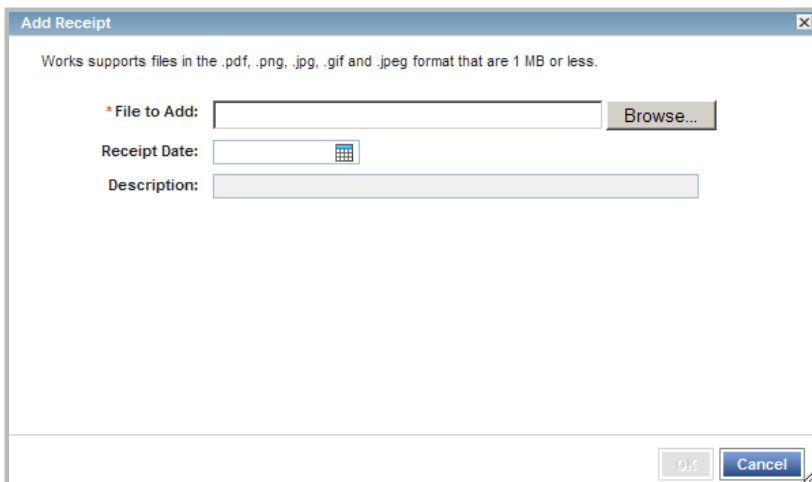 Add Receipt
Works supports files in the .pdf, .png, .jpg, .gif and .jpeg format that are 1 MB or less.
*File to Add: Browse...
Receipt Date:
Description:
OK Cancel